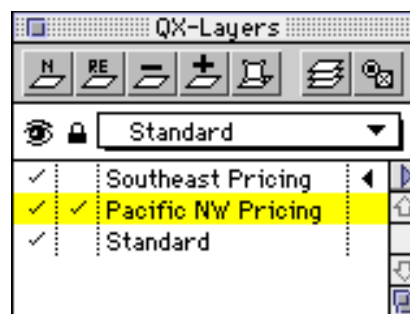 QX-Layers
N RE
Standard
Southeast Pricing
Pacific NW Pricing
Standard